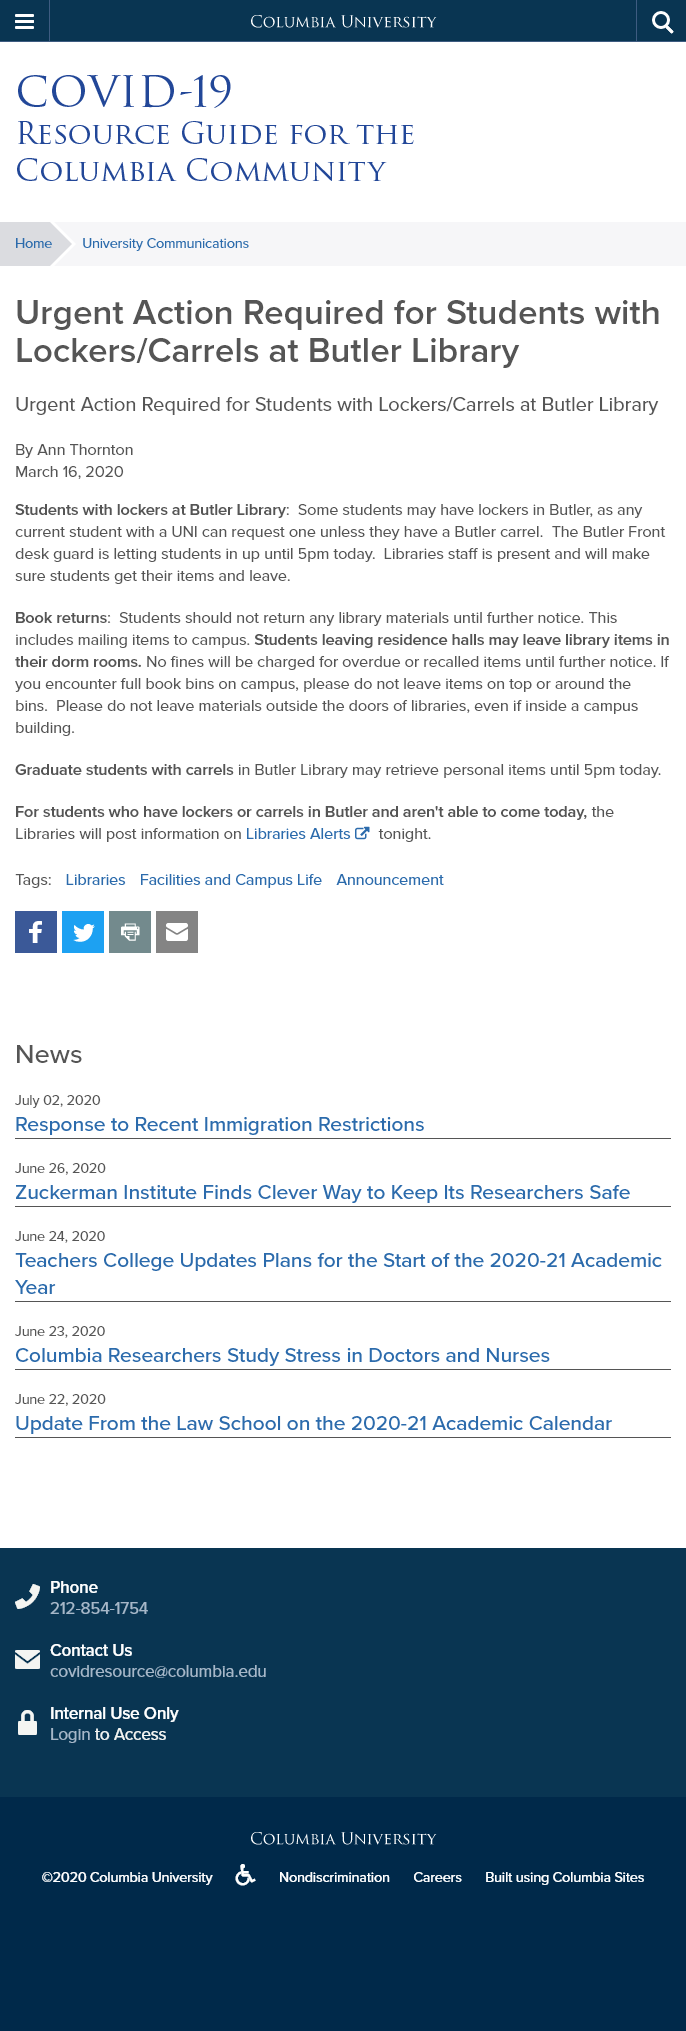 Columbia University
COVID-19
Resource Guide for the
Columbia Community
Home
University Communications
Urgent Action Required for Students with
Lockers/Carrels at Butler Library
Urgent Action Required for Students with Lockers/Carrels at Butler Library
By Ann Thornton
March 16, 2020
Students with lockers at Butler Library:  Some students may have lockers in Butler, as any
current student with a UNI can request one unless they have a Butler carrel.  The Butler Front
desk guard is letting students in up until 5pm today.  Libraries staff is present and will make
sure students get their items and leave.
Book returns:  Students should not return any library materials until further notice. This
includes mailing items to campus. Students leaving residence halls may leave library items in
their dorm rooms. No fines will be charged for overdue or recalled items until further notice. If
you encounter full book bins on campus, please do not leave items on top or around the
bins.  Please do not leave materials outside the doors of libraries, even if inside a campus
building.
Graduate students with carrels in Butler Library may retrieve personal items until 5pm today.
For students who have lockers or carrels in Butler and aren't able to come today, the
Libraries will post information on Libraries Alerts tonight.
Tags: Libraries Facilities and Campus Life Announcement
News
July 02, 2020
Response to Recent Immigration Restrictions
June 26, 2020
Zuckerman Institute Finds Clever Way to Keep Its Researchers Safe
June 24, 2020
Teachers College Updates Plans for the Start of the 2020-21 Academic
Year
June 23, 2020
Columbia Researchers Study Stress in Doctors and Nurses
June 22, 2020
Update From the Law School on the 2020-21 Academic Calendar
Phone
212-854-1754
Contact Us
covidresource@columbia.edu
Internal Use Only
Login to Access
Columbia University
©2020 Columbia University Nondiscrimination Careers Built using Columbia Sites